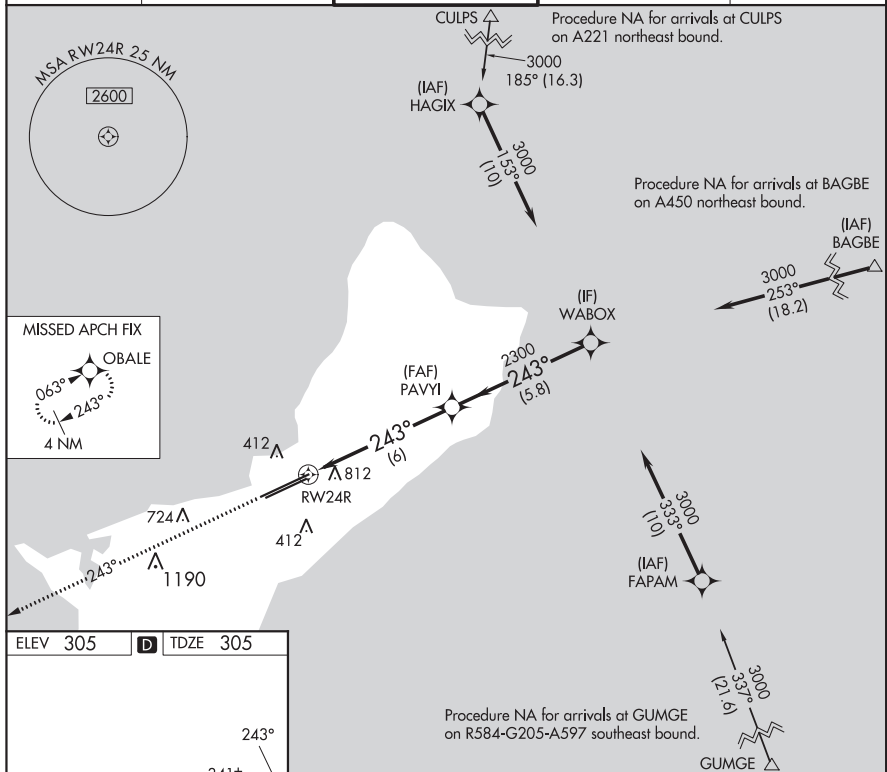 CULPS
Procedure NA for arrivals at CULPS
on A221 northeast bound.
3000
185° (16.3)
MSA RW24R 25 NM
2600
(IAF)
HAGIX
3000
153°
(10)
Procedure NA for arrivals at BAGBE
on A450 northeast bound.
(IAF)
BAGBE
3000
253°
(18.2)
(IF)
WABOX
MISSED APCH FIX
OBALE
063°
243°
4 NM
2300
243°
(5.8)
(FAF)
PAVYI
243°
(6)
412
812
RW24R
724
412
243°
1190
3000
333°
(10)
(IAF)
FAPAM
ELEV 305 D TDZE 305
3000
337°
(21.6)
Procedure NA for arrivals at GUMGE
on R584-G205-A597 southeast bound.
243°
GUMGE